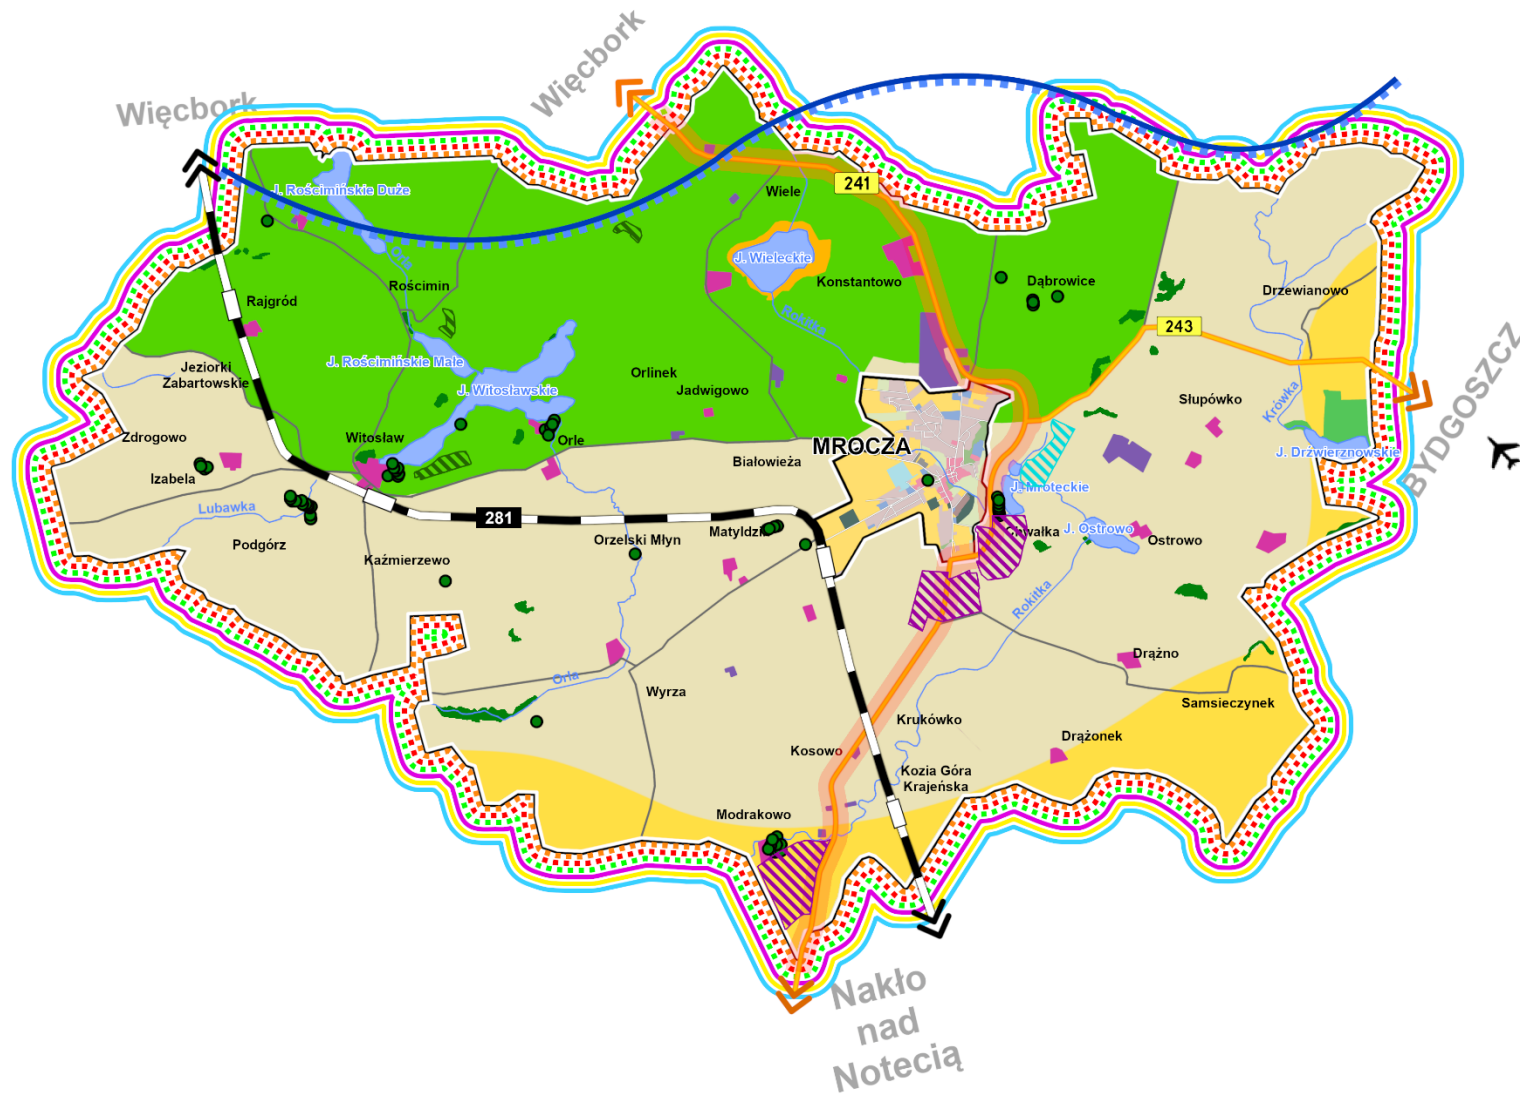 Więcbork
Więcbork
J. Rościmińskie Duże
241
Wiele
Orla
J. Wieleckie
Rościmin
Konstantowo
Dąbrowice
Drzewianowo
Rajgród
Rokitka
243
J. Rościmińskie Małe
Jeziorki
Zabartowskie
Orlinek
Jadwigowo
J. Witosławskie
Słupówko
Krówka
BYDGOSZCZ
Zdrogowo
Witosław
Orle
MROCZA
J. Drźwierznowskie
Izabela
Białowieża
J. Mroteckie
Lubawka
281
Podgórz
Orzelski Młyn
Matyldzin
Chwałka
J. Ostrowo
Ostrowo
Kaźmierzewo
Rokitka
Drążno
Orla
Wyrza
Samsieczynek
Krukówko
Kosowo
Drążonek
Kozia Góra
Krajeńska
Modrakowo
Nakło
nad
Notecią